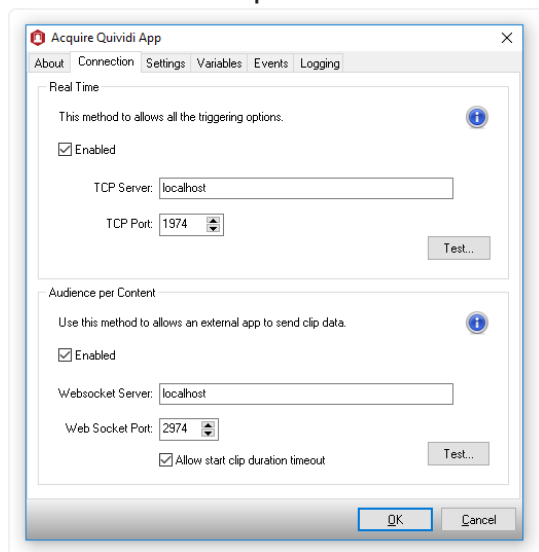 Acquire Quividi App
About Connection Settings Variables Events Logging
Real Time
This method to allows all the triggering options.
Enabled
TCP Server: localhost
TCP Port: 1974
Test...
Audience per Content
Use this method to allows an external app to send clip data.
Enabled
Websocket Server: localhost
Web Socket Port: 2974
Allow start clip duration timeout
Test...
OK Cancel